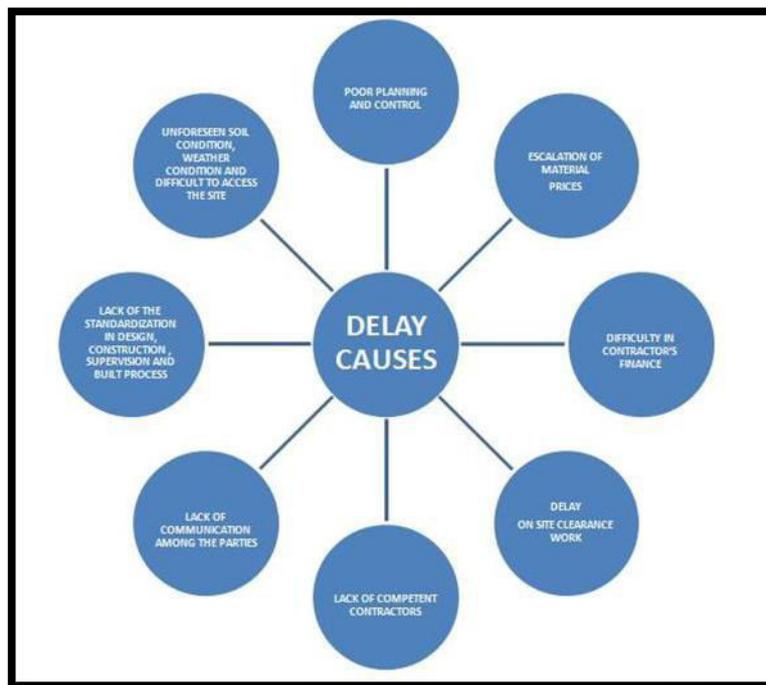 POOR PLANNING
AND CONTROL
ESCALATION OF
MATERIAL
PRICES
DIFFICULTY IN
CONTRACTOR'S
FINANCE
DELAY
ON SITE CLEARANCE
WORK
LACK OF COMPETENT
CONTRACTORS
LACK OF
COMMUNICATION
AMONG THE PARTIES
LACK OF THE
STANDARDIZATION
IN DESIGN,
CONSTRUCTION ,
SUPERVISION AND
BUILT PROCESS
UNFORESEEN SOIL
CONDITION,
WEATHER
CONDITION AND
DIFFICULT TO ACCESS
THE SITE
DELAY
CAUSES